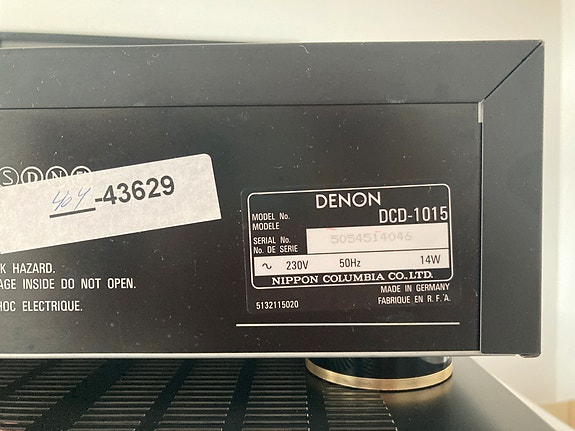 SDNR
404-43629
K HAZARD.
AGE INSIDE DO NOT OPEN.
HOC ELECTRIQUE.
DENON
MODEL No. DCD-1015
MODELE
SERIAL No. 5054514046
No. DE SERIE
∿ 230V 50Hz 14W
NIPPON COLUMBIA CO., LTD.
MADE IN GERMANY
5132115020 FABRIQUE EN R.F.A.